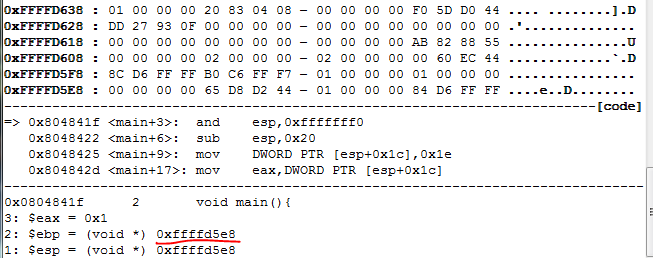 0xFFFFD638 : 01 00 00 00 20 83 04 08 - 00 00 00 00 F0 5D D0 44 .... ........].D
0xFFFFD628 : DD 27 93 0F 00 00 00 00 - 00 00 00 00 00 00 00 00 .'..............
0xFFFFD618 : 00 00 00 00 00 00 00 00 - 00 00 00 00 AB 82 88 55 ...............U
0xFFFFD608 : 00 00 00 00 02 00 00 00 - 02 00 00 00 00 60 EC 44 .............`.D
0xFFFFD5F8 : 8C D6 FF FF B0 C6 FF F7 - 01 00 00 00 01 00 00 00 ................
0xFFFFD5E8 : 00 00 00 00 65 D8 D2 44 - 01 00 00 00 84 D6 FF FF ....e..D........
--------------------------------------------------------------------------[code]
=> 0x804841f <main+3>: and esp,0xfffffff0
0x8048422 <main+6>: sub esp,0x20
0x8048425 <main+9>: mov DWORD PTR [esp+0x1c],0x1e
0x804842d <main+17>: mov eax,DWORD PTR [esp+0x1c]
--------------------------------------------------------------------------------
0x0804841f 2 void main(){
3: $eax = 0x1
2: $ebp = (void *) 0xffffd5e8
1: $esp = (void *) 0xffffd5e8